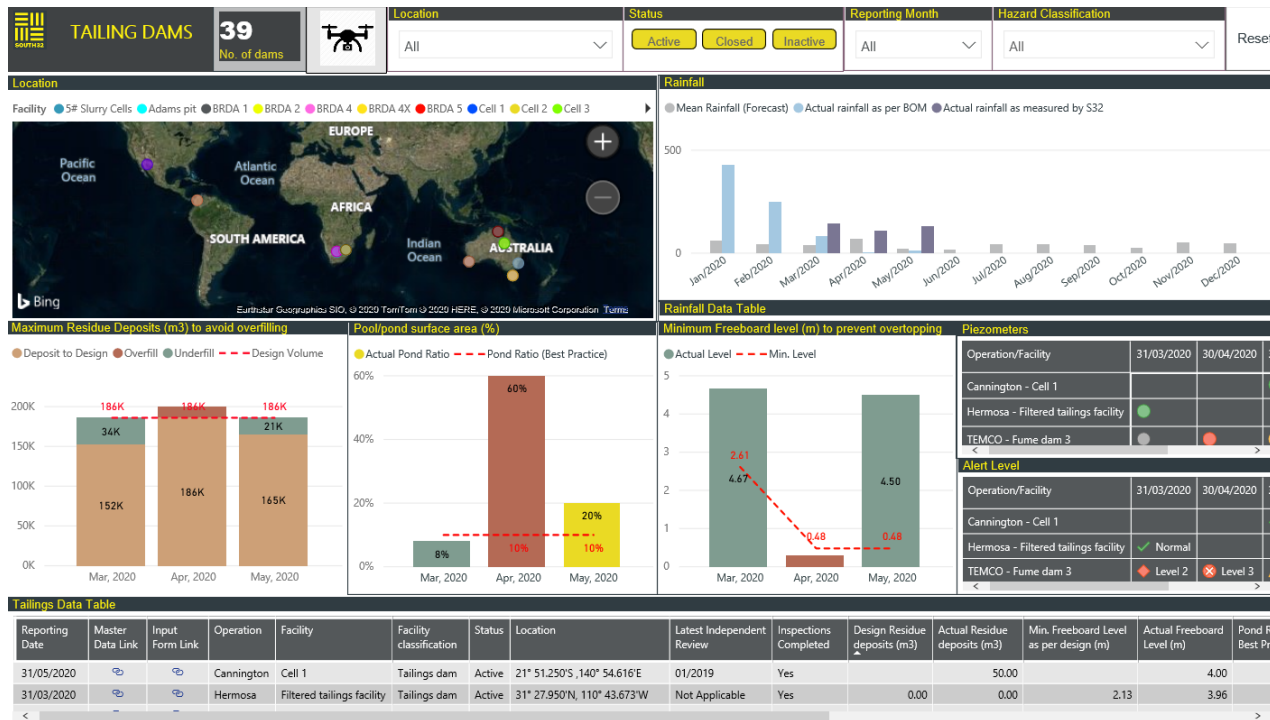 SOUTH32
TAILING DAMS
39
No. of dams
Location
All
Status
Active Closed Inactive
Reporting Month
All
Hazard Classification
All
Reset
Location
Facility 5# Slurry Cells Adams pit BRDA 1 BRDA 2 BRDA 4 BRDA 4X BRDA 5 Cell 1 Cell 2 Cell 3
EUROPE
Pacific
Ocean
Atlantic
Ocean
AFRICA
SOUTH AMERICA
Indian
Ocean
AUSTRALIA
Bing
Earthstar Geographics SIO, © 2020 TomTom © 2020 HERE, © 2020 Microsoft Corporation Terms
Rainfall
Mean Rainfall (Forecast) Actual rainfall as per BOM Actual rainfall as measured by S32
500
0
Jan/2020 Feb/2020 Mar/2020 Apr/2020 May/2020 Jun/2020 Jul/2020 Aug/2020 Sep/2020 Oct/2020 Nov/2020 Dec/2020
Rainfall Data Table
Maximum Residue Deposits (m3) to avoid overfilling
Deposit to Design Overfill Underfill Design Volume
200K
150K
100K
50K
0K
186K 186K 186K
34K 21K
152K 186K 165K
Mar, 2020 Apr, 2020 May, 2020
Pool/pond surface area (%)
Actual Pond Ratio Pond Ratio (Best Practice)
60%
40%
20%
0%
60%
20%
8% 10% 10%
Mar, 2020 Apr, 2020 May, 2020
Minimum Freeboard level (m) to prevent overtopping
Actual Level Min. Level
5
4
3
2
1
0
2.61
4.67 4.50
0.48 0.48
Mar, 2020 Apr, 2020 May, 2020
Piezometers
Operation/Facility 31/03/2020 30/04/2020
Cannington - Cell 1
Hermosa - Filtered tailings facility
TEMCO - Fume dam 3
Alert Level
Operation/Facility 31/03/2020 30/04/2020
Cannington - Cell 1
Hermosa - Filtered tailings facility Normal
TEMCO - Fume dam 3 Level 2 Level 3
Tailings Data Table
Reporting Date Master Data Link Input Form Link Operation Facility Facility classification Status Location Latest Independent Review Inspections Completed Design Residue deposits (m3) Actual Residue deposits (m3) Min. Freeboard Level as per design (m) Actual Freeboard Level (m) Pond R Best Pr
31/05/2020 Cannington Cell 1 Tailings dam Active 21° 51.250'S ,140° 54.616'E 01/2019 Yes 50.00 4.00
31/03/2020 Hermosa Filtered tailings facility Tailings dam Active 31° 27.950'N, 110° 43.673'W Not Applicable Yes 0.00 0.00 2.13 3.96